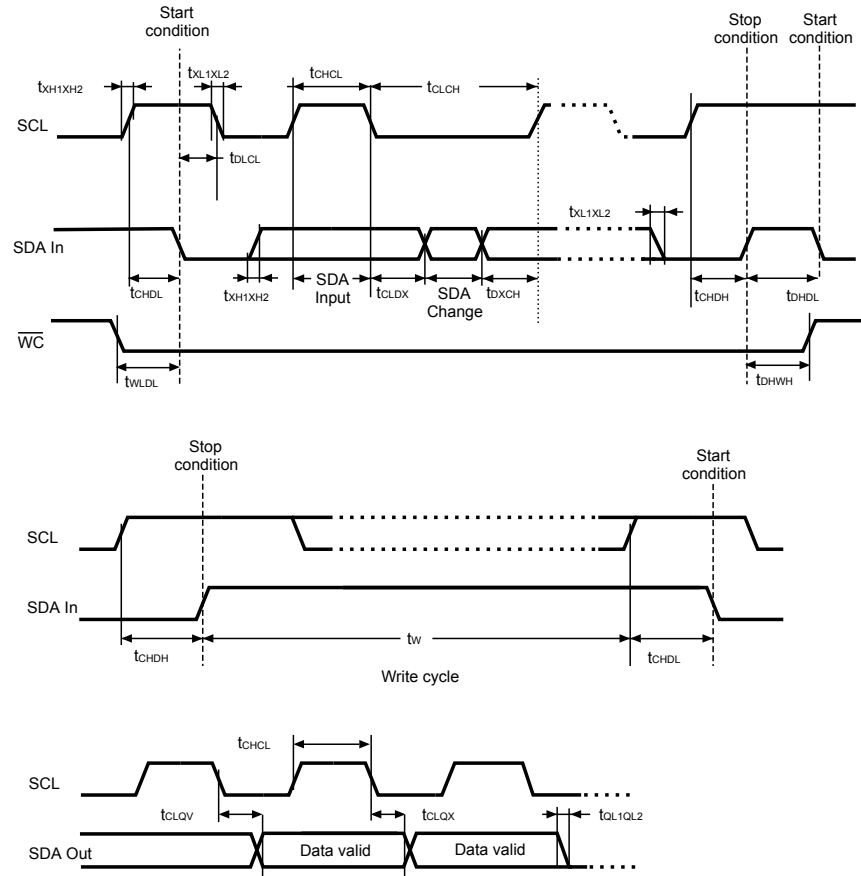 Start
condition
Stop
condition
Start
condition
tXH1XH2
tXL1XL2
tCHCL
tCLCH
SCL
tDLCL
tXL1XL2
SDA In
tCHDL
tXH1XH2
SDA
Input
tCLDX
SDA
Change
tDXCH
tCHDH
tDHDL
WC
tWLDL
tDHWH
Stop
condition
Start
condition
SCL
SDA In
tCHDH
tW
tCHDL
Write cycle
tCHCL
SCL
tCLQV
tCLQX
tQL1QL2
SDA Out
Data valid
Data valid